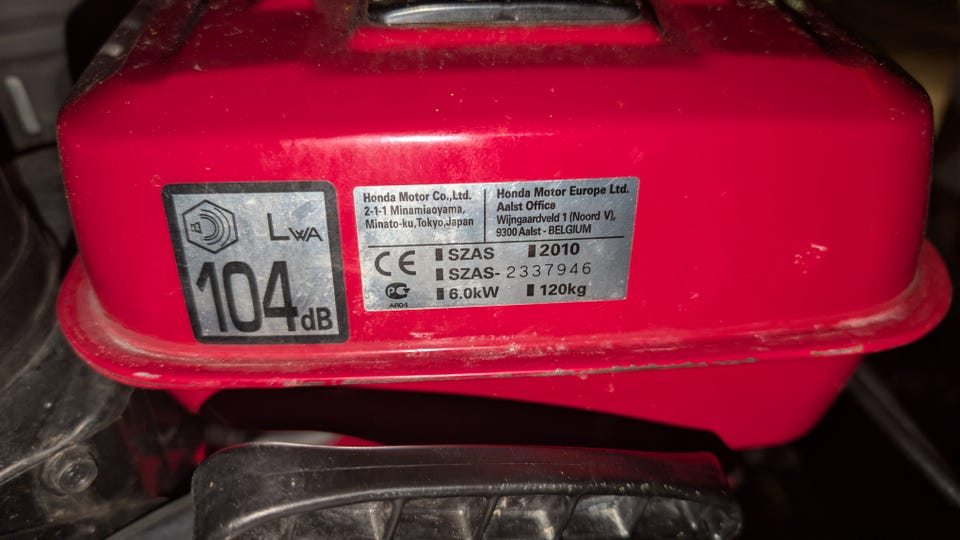 LWA
104dB
Honda Motor Co.,Ltd.
2-1-1 Minamiaoyama,
Minato-ku,Tokyo,Japan
Honda Motor Europe Ltd.
Aalst Office
Wijngaardveld 1 (Noord V),
9300 Aalst - BELGIUM
CE
SZAS 2010
SZAS-2337946
6.0kW 120kg
AR04